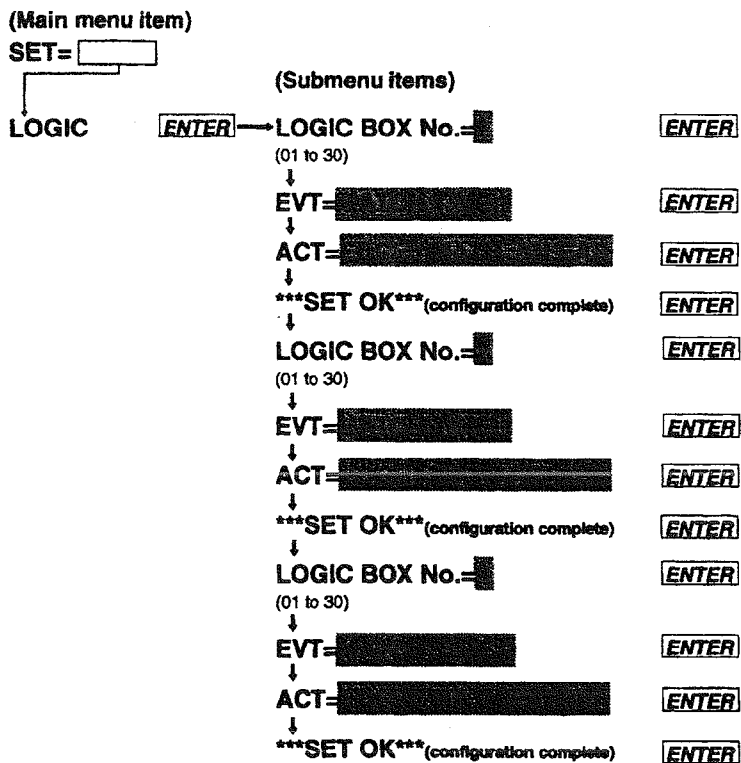 (Main menu item)
SET=
(Submenu items)
LOGIC ENTER LOGIC BOX No.= ENTER
(01 to 30)
EVT= ENTER
ACT= ENTER
***SET OK***(configuration complete) ENTER
LOGIC BOX No.= ENTER
(01 to 30)
EVT= ENTER
ACT= ENTER
***SET OK***(configuration complete) ENTER
LOGIC BOX No.= ENTER
(01 to 30)
EVT= ENTER
ACT= ENTER
***SET OK***(configuration complete) ENTER